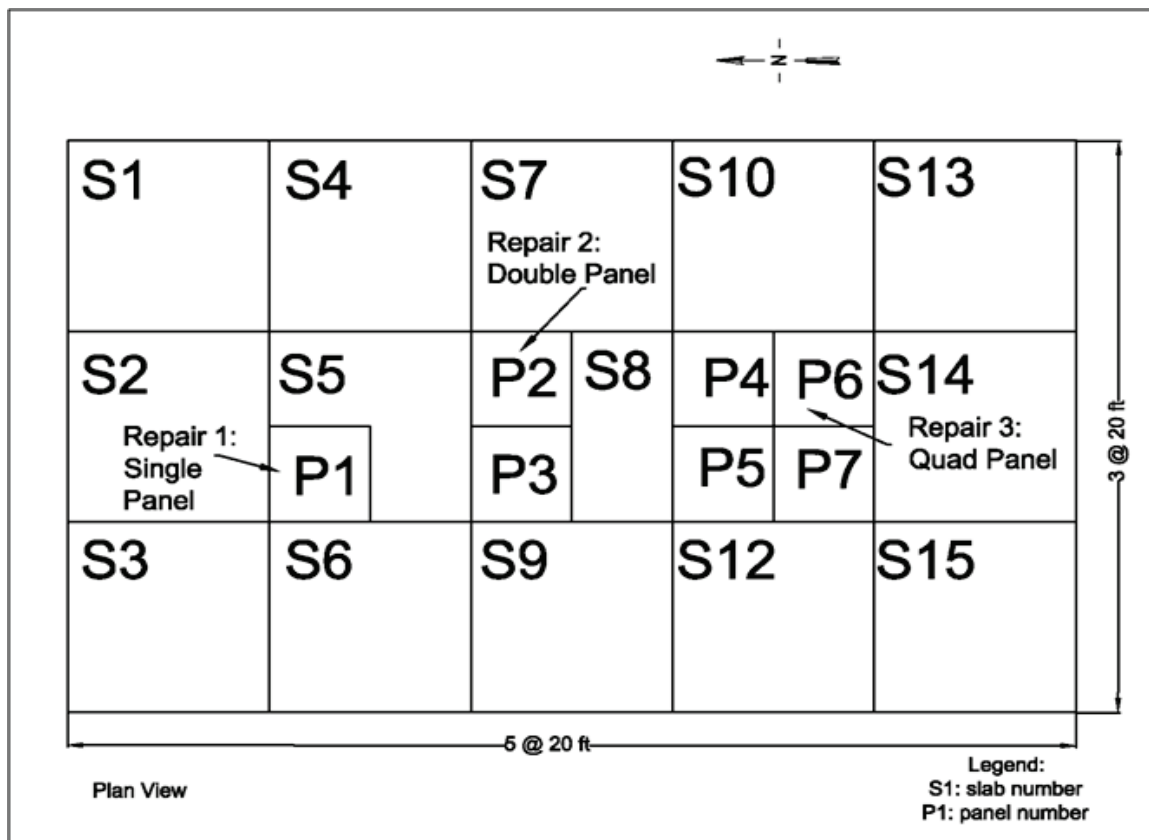 -N-
S1
S4
S7
S10
S13
Repair 2:
Double Panel
S2
S5
P2
S8
P4
P6
S14
Repair 1:
Single
Panel
P1
P3
P5
P7
Repair 3:
Quad Panel
3 @ 20 ft
S3
S6
S9
S12
S15
5 @ 20 ft
Plan View
Legend:
S1: slab number
P1: panel number